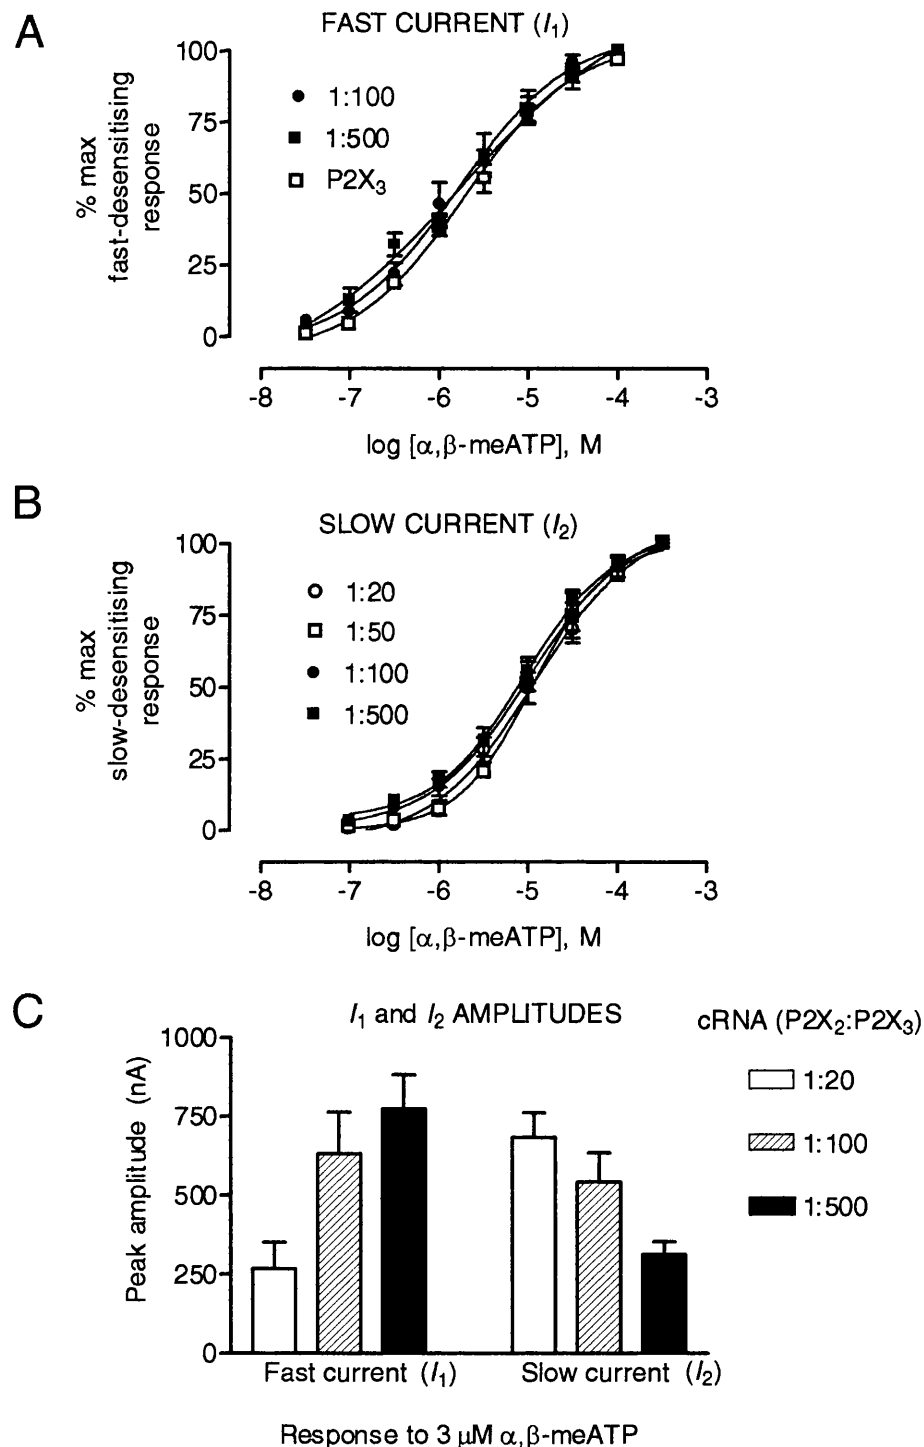 A
FAST CURRENT (I₁)
% max
fast-desensitising
response
100
75
50
25
0
1:100
1:500
P2X₃
-8 -7 -6 -5 -4 -3
log [α,β-meATP], M
B
SLOW CURRENT (I₂)
% max
slow-desensitising
response
100
75
50
25
0
1:20
1:50
1:100
1:500
-8 -7 -6 -5 -4 -3
log [α,β-meATP], M
C
I₁ and I₂ AMPLITUDES
Peak amplitude (nA)
1000
750
500
250
0
cRNA (P2X₂:P2X₃)
1:20
1:100
1:500
Fast current (I₁) Slow current (I₂)
Response to 3 μM α,β-meATP